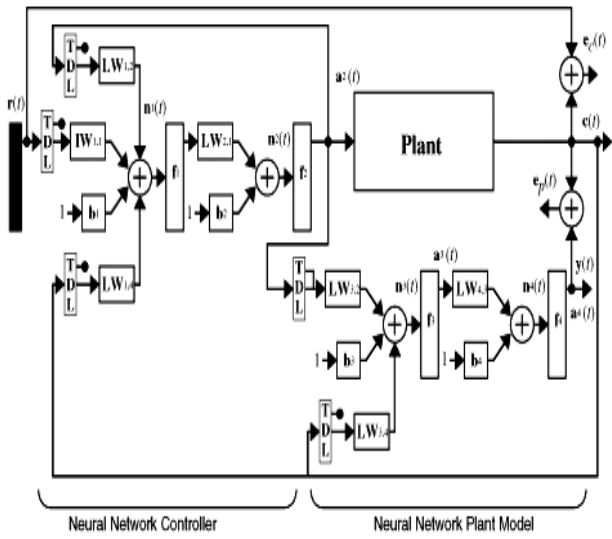 T
D
L
LW1,2
r(t)
n1(t)
a2(t)
ec(t)
c(t)
T
D
L
IW1,1
LW2,1
n2(t)
Plant
f1
f2
1
b1
1
b2
ep(t)
T
D
L
LW1,4
T
D
L
LW3,2
n3(t)
a3(t)
LW4,3
n4(t)
y(t)
a4(t)
f3
f4
1
b3
1
b4
T
D
L
LW3,4
Neural Network Controller
Neural Network Plant Model